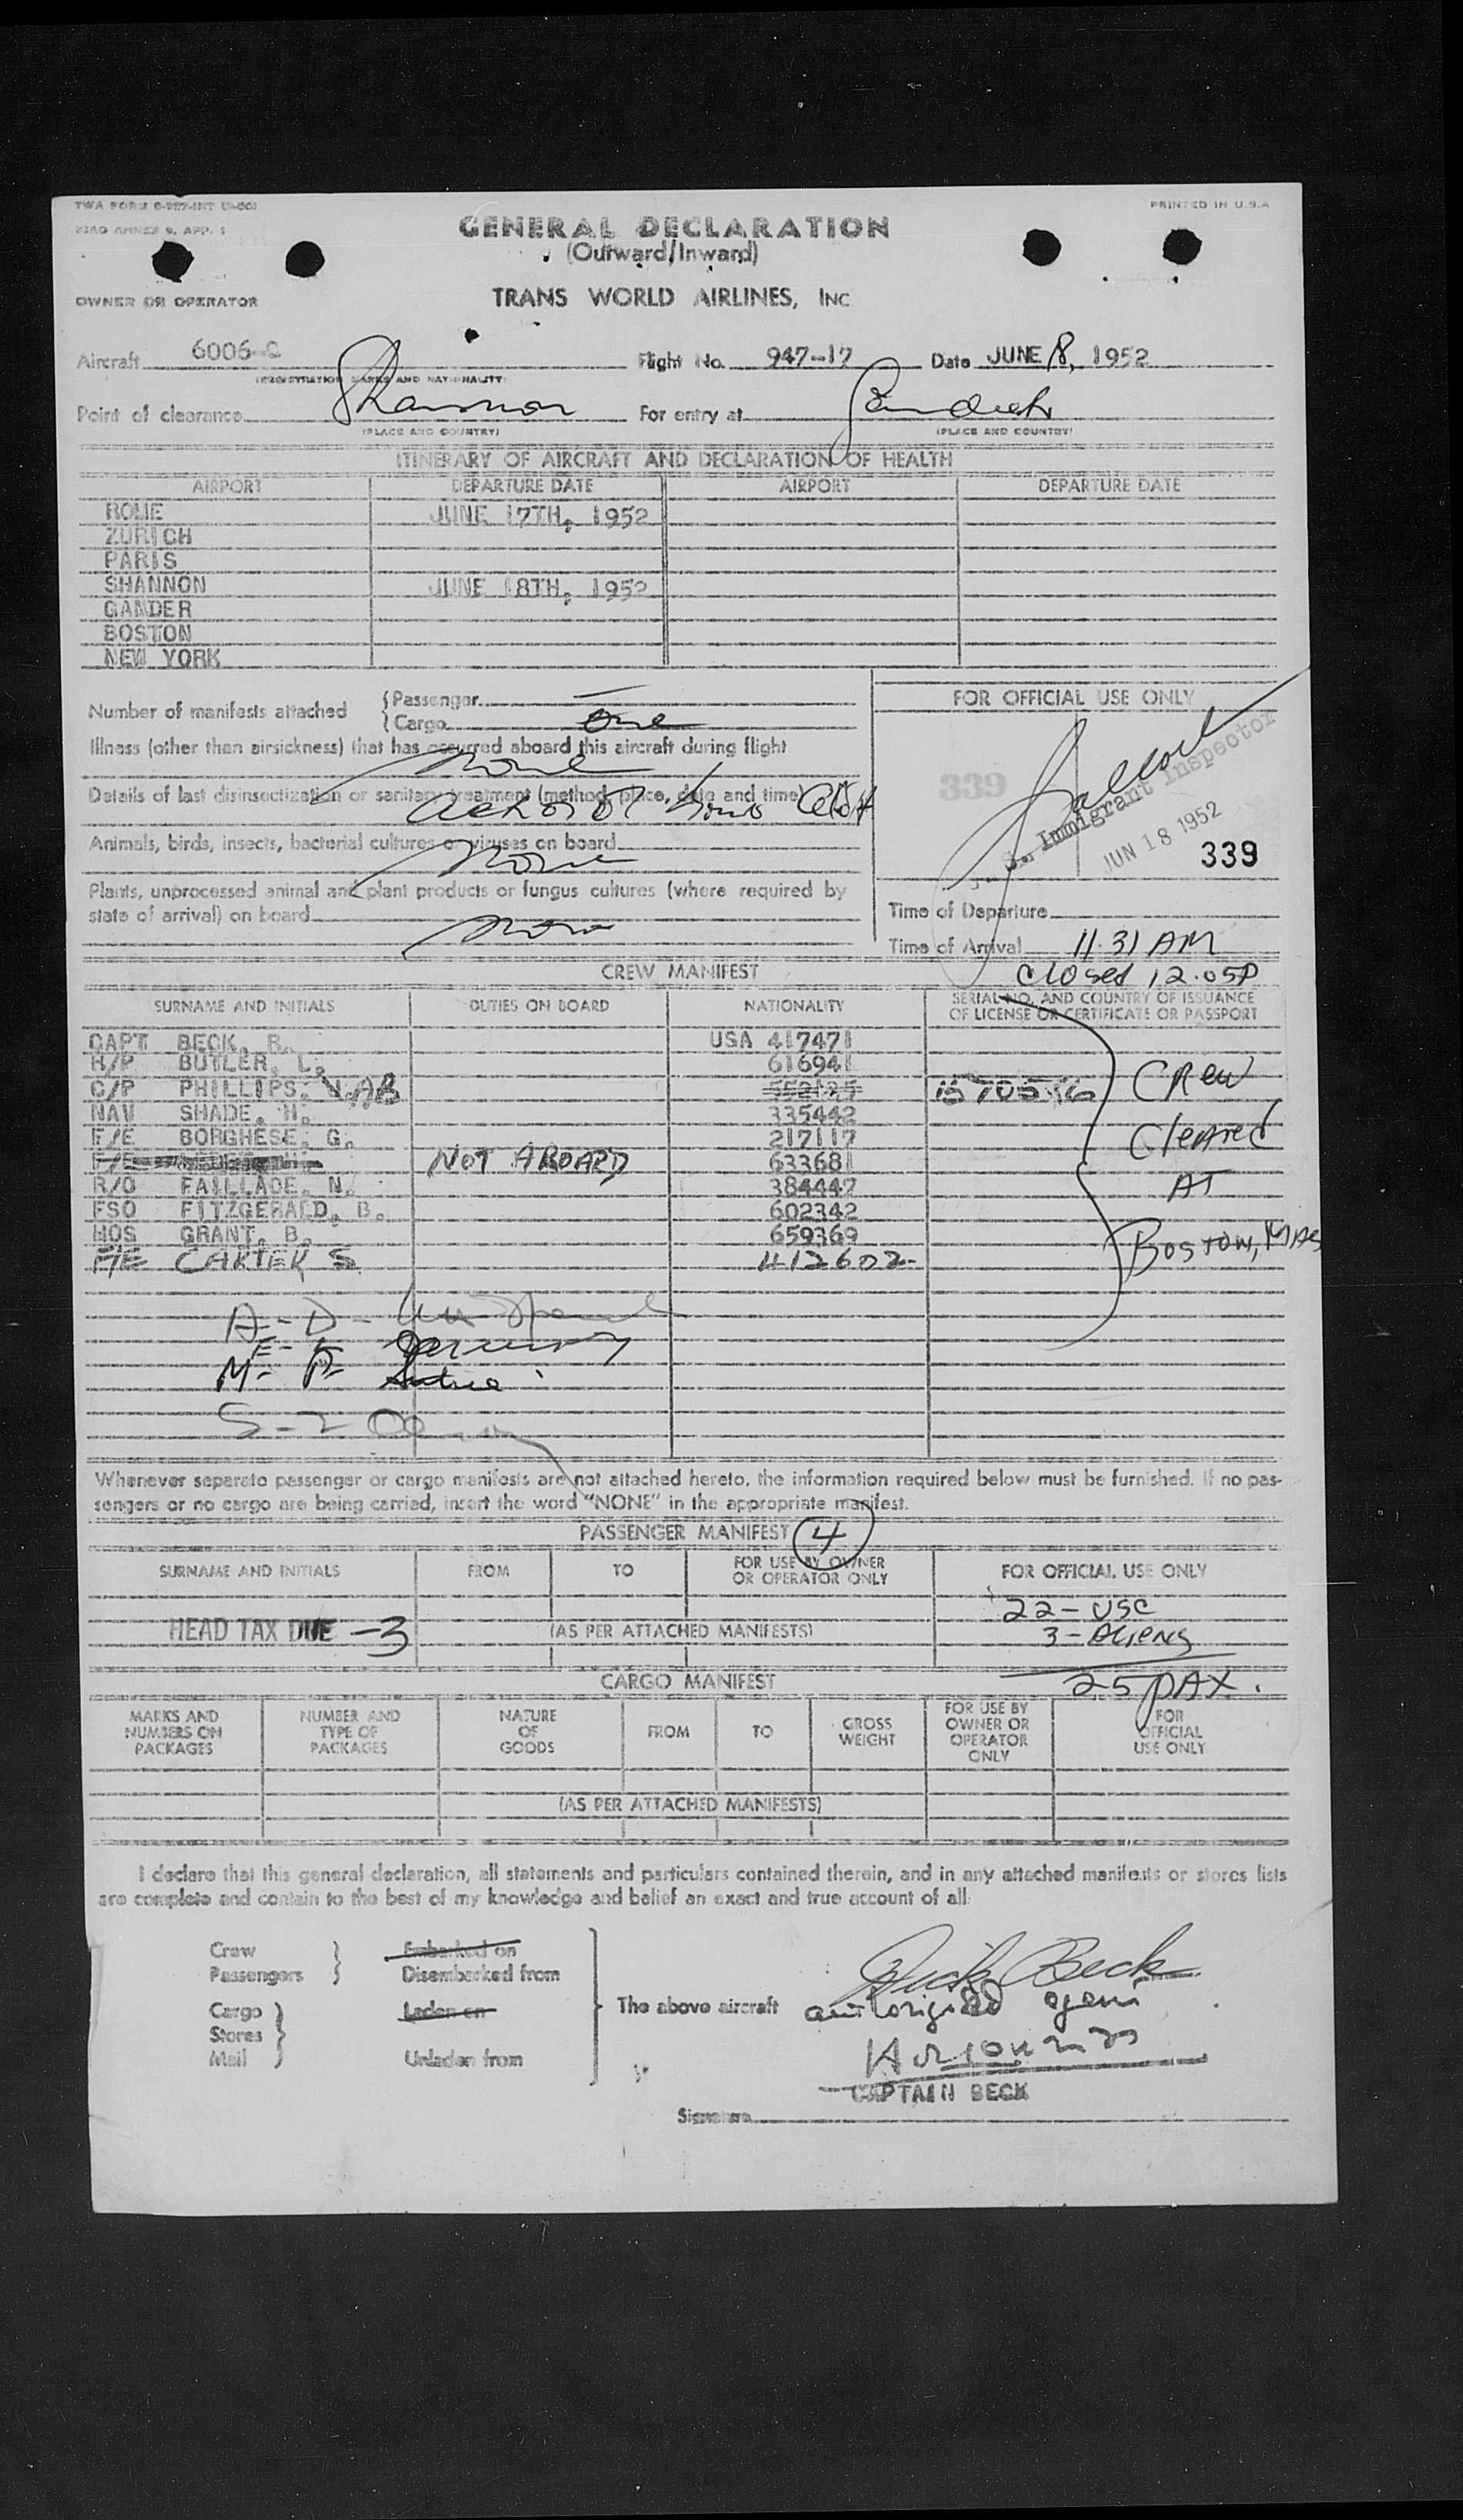 PRINTED IN U.S.A
GENERAL DECLARATION
(Outward/Inward)
OWNER OR OPERATOR TRANS WORLD AIRLINES, INC
Aircraft 6006-C Flight No. 947-17 Date JUNE 18, 1952
(REGISTRATION MARKS AND NATIONALITY)
Point of clearance Shannon For entry at
(PLACE AND COUNTRY) (PLACE AND COUNTRY)
ITINERARY OF AIRCRAFT AND DECLARATION OF HEALTH
AIRPORT DEPARTURE DATE AIRPORT DEPARTURE DATE
ROME JUNE 17TH, 1952
ZURICH
PARIS
SHANNON JUNE 18TH, 1952
GANDER
BOSTON
NEW YORK
Number of manifests attached {Passenger
{Cargo one
FOR OFFICIAL USE ONLY
Illness (other than airsickness) that has occurred aboard this aircraft during flight
None
Details of last disinsectization or sanitary treatment (method, place, date and time)
Aerosol
339
Immigrant Inspector
JUN 18 1952
339
Animals, birds, insects, bacterial cultures or viruses on board
None
Plants, unprocessed animal and plant products or fungus cultures (where required by
state of arrival) on board
None
Time of Departure
Time of Arrival 11.31 AM
Closed 12.05P
CREW MANIFEST
SURNAME AND INITIALS DUTIES ON BOARD NATIONALITY SERIAL NO. AND COUNTRY OF ISSUANCE
OF LICENSE OR CERTIFICATE OR PASSPORT
CAPT BECK, R. USA 417471
R/P BUTLER, L. 616941
C/P PHILLIPS, AB 552125
NAV SHADE, H. 335442
F/E BORGHESE, G. 217117
F/E NOT ABOARD 633681
R/O FAILLACE, N. 384447
FSO FITZGERALD, B. 602342
HOS GRANT, B. 659369
F/E CARTER S 412602
Crew
Cleared
AT
Boston, Mas
A - D -
M - P -
Whenever separate passenger or cargo manifests are not attached hereto, the information required below must be furnished. If no pas-
sengers or no cargo are being carried, insert the word "NONE" in the appropriate manifest.
PASSENGER MANIFEST 4
SURNAME AND INITIALS FROM TO FOR USE BY OWNER
OR OPERATOR ONLY FOR OFFICIAL USE ONLY
22 - USC
HEAD TAX DUE -3 (AS PER ATTACHED MANIFESTS) 3 - Aliens
CARGO MANIFEST 25 PAX.
MARKS AND
NUMBERS ON
PACKAGES NUMBER AND
TYPE OF
PACKAGES NATURE
OF
GOODS FROM TO GROSS
WEIGHT FOR USE BY
OWNER OR
OPERATOR
ONLY FOR
OFFICIAL
USE ONLY
(AS PER ATTACHED MANIFESTS)
I declare that this general declaration, all statements and particulars contained therein, and in any attached manifests or stores lists
are complete and contain to the best of my knowledge and belief an exact and true account of all:
Crew
Passengers } Embarked on
Disembarked from
Cargo
Stores
Mail } Laden on
Unladen from
The above aircraft
Dick Beck
CAPTAIN BECK
Signature